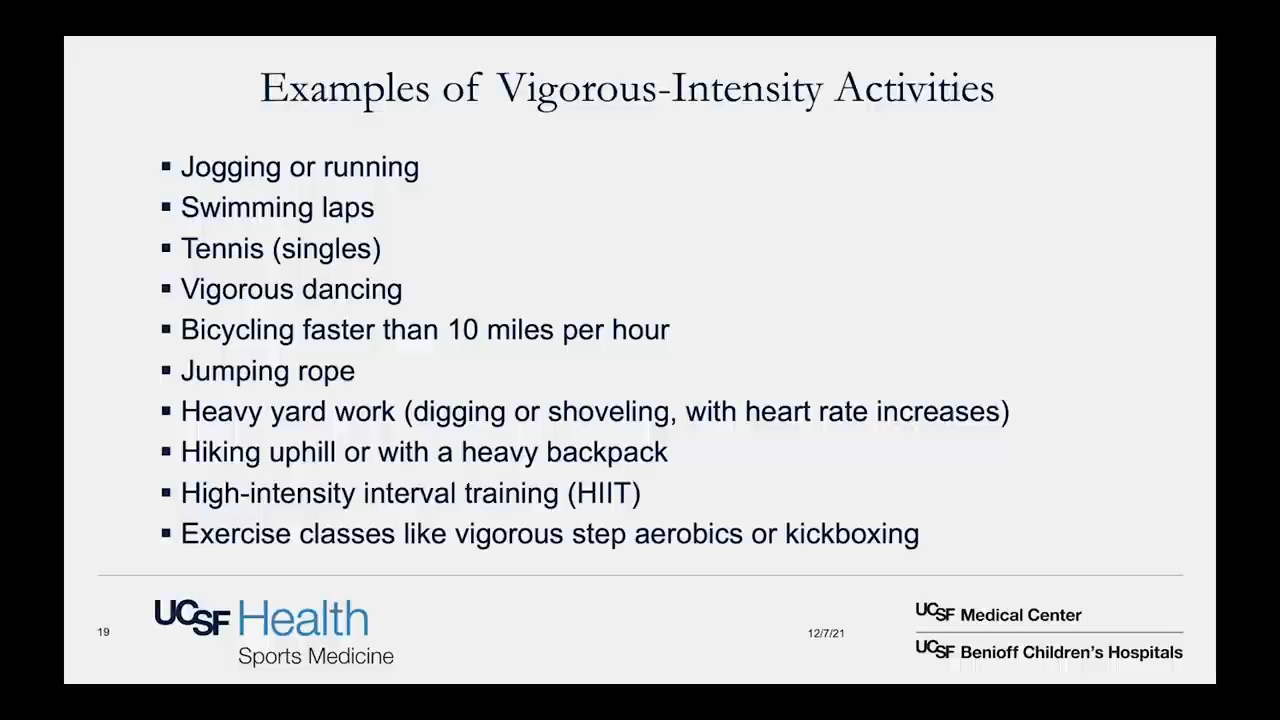 Examples of Vigorous-Intensity Activities
▪ Jogging or running
▪ Swimming laps
▪ Tennis (singles)
▪ Vigorous dancing
▪ Bicycling faster than 10 miles per hour
▪ Jumping rope
▪ Heavy yard work (digging or shoveling, with heart rate increases)
▪ Hiking uphill or with a heavy backpack
▪ High-intensity interval training (HIIT)
▪ Exercise classes like vigorous step aerobics or kickboxing
19
UCSF Health
Sports Medicine
12/7/21
UCSF Medical Center
UCSF Benioff Children's Hospitals